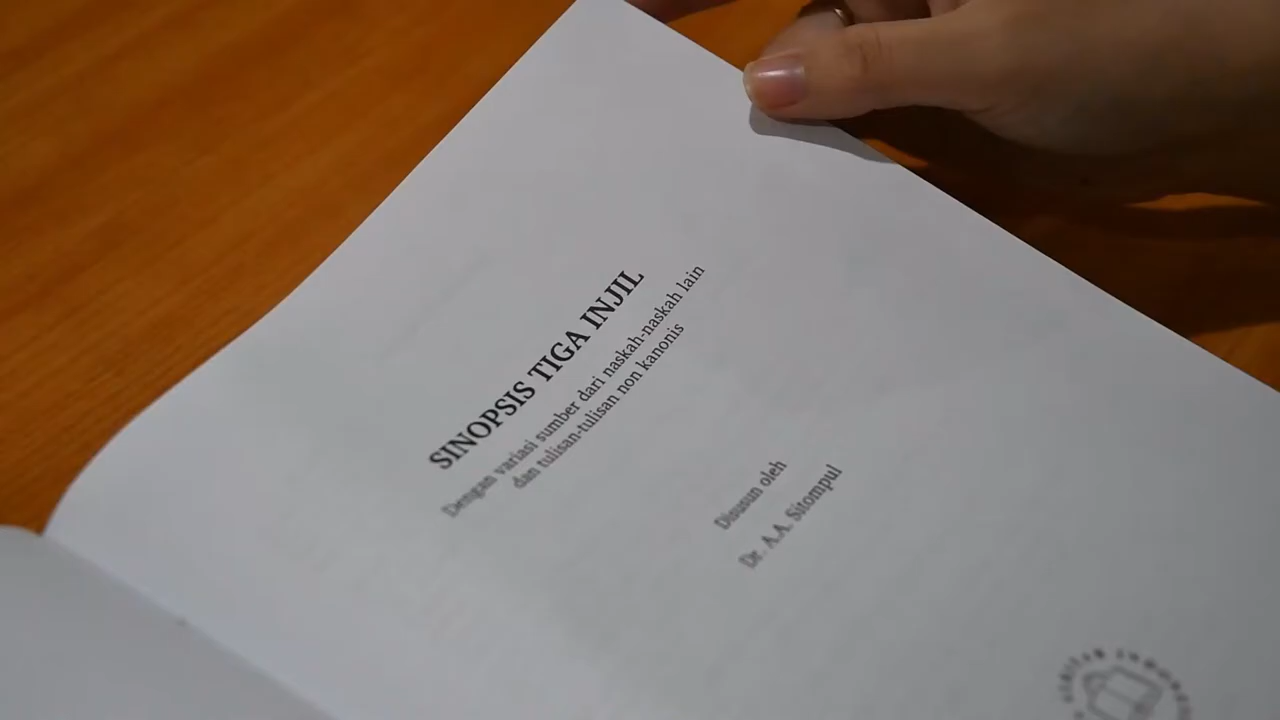 SINOPSIS TIGA INJIL
Dengan variasi sumber dari naskah-naskah lain
dan tulisan-tulisan non kanonis
Disusun oleh
Dr. A.A. Sitompul